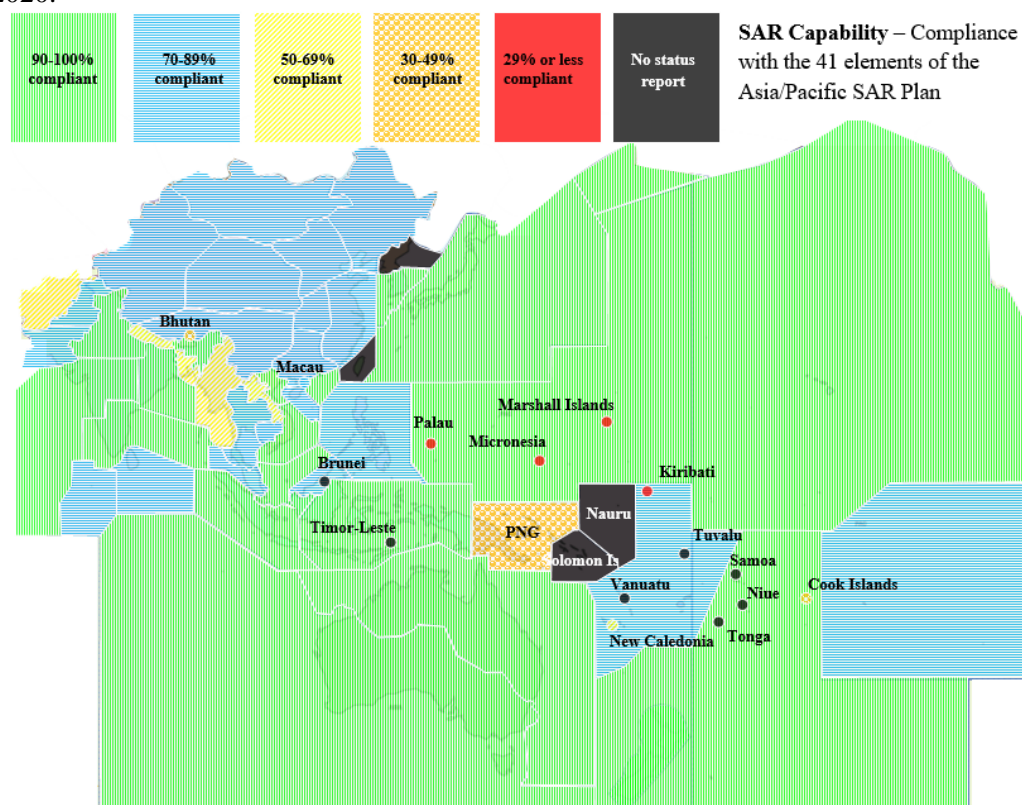 2020.
90-100%
compliant
70-89%
compliant
50-69%
compliant
30-49%
compliant
29% or less
compliant
No status
report
SAR Capability – Compliance
with the 41 elements of the
Asia/Pacific SAR Plan
Bhutan
Macau
Marshall Islands
Palau
Micronesia
Brunei
Kiribati
Nauru
Timor-Leste
PNG
Tuvalu
olomon Is
Samoa
Vanuatu
Niue
Cook Islands
New Caledonia
Tonga